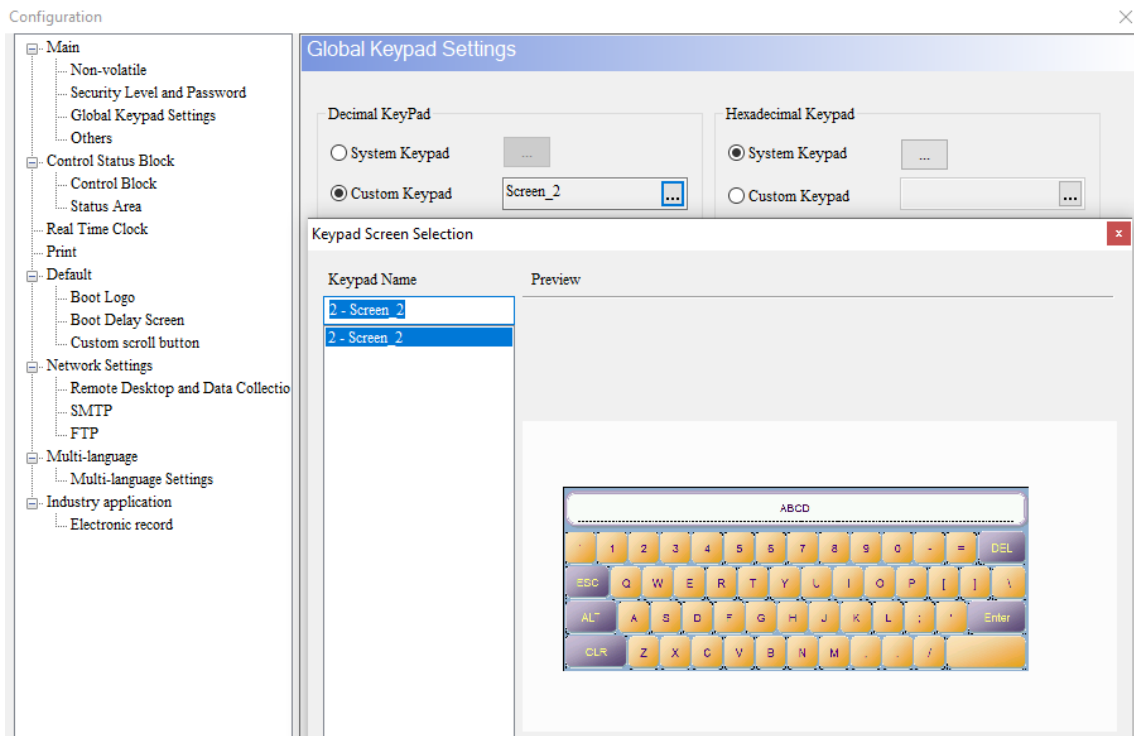 Configuration
Main
Non-volatile
Security Level and Password
Global Keypad Settings
Others
Control Status Block
Control Block
Status Area
Real Time Clock
Print
Default
Boot Logo
Boot Delay Screen
Custom scroll button
Network Settings
Remote Desktop and Data Collectio
SMTP
FTP
Multi-language
Multi-language Settings
Industry application
Electronic record
Global Keypad Settings
Decimal KeyPad
System Keypad ...
Custom Keypad Screen_2 ...
Hexadecimal Keypad
System Keypad ...
Custom Keypad ...
Keypad Screen Selection x
Keypad Name
2 - Screen_2
2 - Screen_2
Preview
ABCD
1 2 3 4 5 6 7 8 9 0 - = DEL
ESC Q W E R T Y U I O P [ ] \
ALT A S D F G H J K L ; ' Enter
CLR Z X C V B N M . /